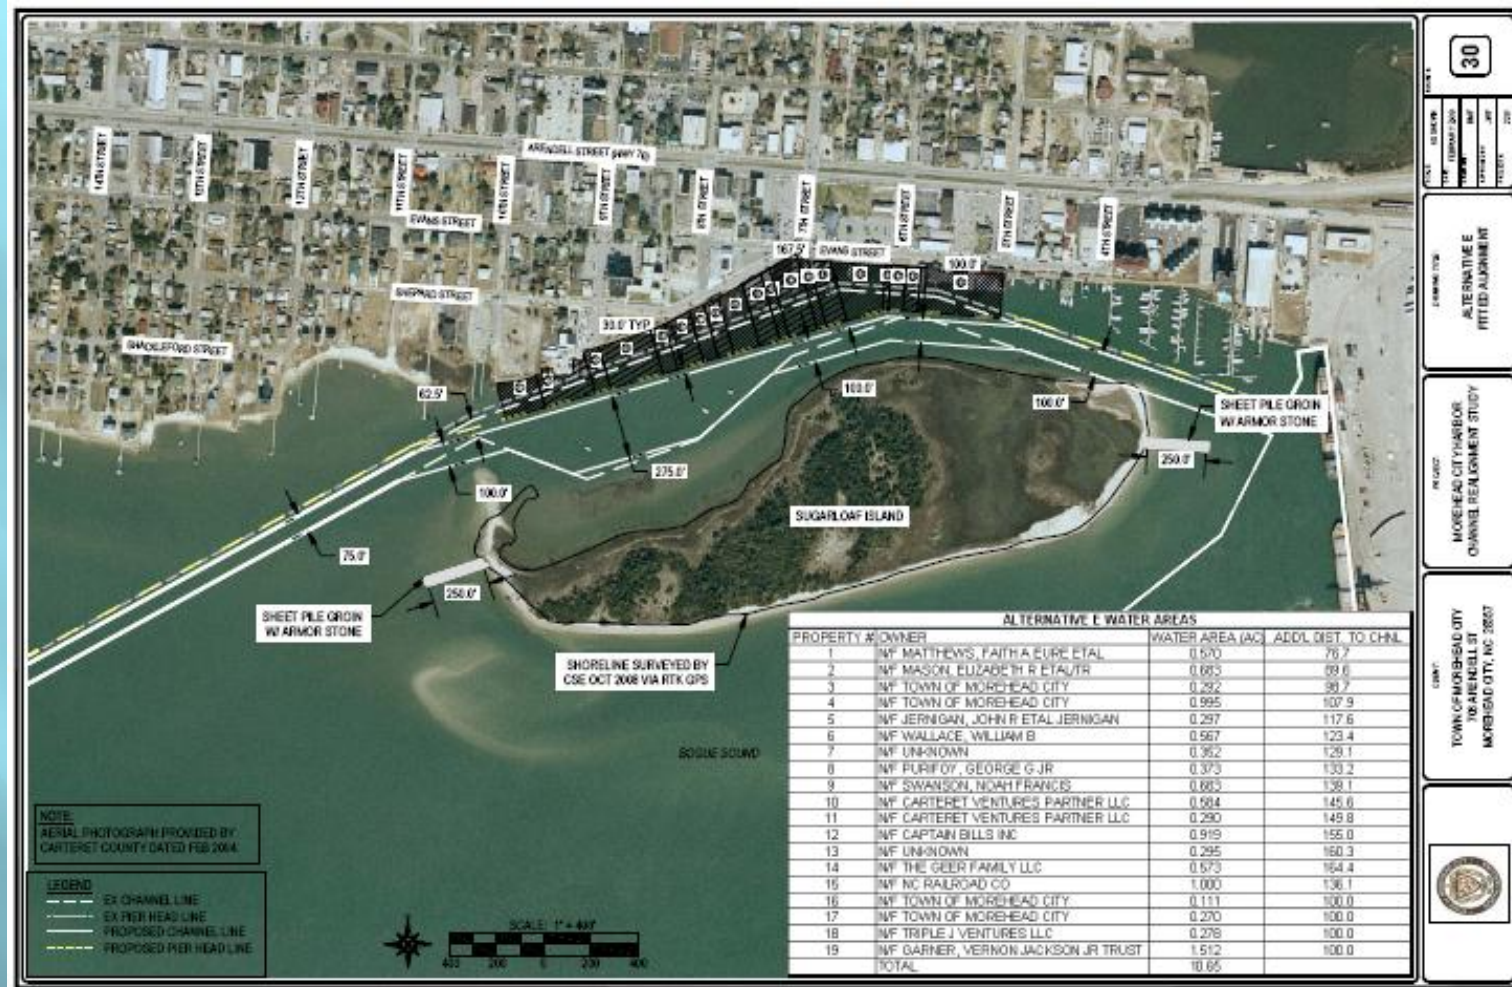 14TH STREET
13TH STREET
12TH STREET
11TH STREET
10TH STREET
9TH STREET
8TH STREET
7TH STREET
6TH STREET
5TH STREET
4TH STREET
ARENDELL STREET (HWY 70)
EVANS STREET
EVANS STREET
SHEPARD STREET
SHACKLEFORD STREET
167.5'
100.0'
30.0' TYP
62.5'
100.0'
100.0'
275.0'
100.0'
75.0'
250.0'
250.0'
SHEET PILE GROIN
W/ ARMOR STONE
SHEET PILE GROIN
W/ ARMOR STONE
SUGARLOAF ISLAND
SHORELINE SURVEYED BY
CSE OCT 2008 VIA RTK GPS
BOGUE SOUND
NOTE:
AERIAL PHOTOGRAPH PROVIDED BY
CARTERET COUNTY DATED FEB 2004
LEGEND
EX CHANNEL LINE
EX PIER HEAD LINE
PROPOSED CHANNEL LINE
PROPOSED PIER HEAD LINE
SCALE: 1" = 400'
400 200 0 200 400
ALTERNATIVE E WATER AREAS
PROPERTY # OWNER WATER AREA (AC) ADD'L DIST. TO CHNL.
1 N/F MATTHEWS, FAITH A EURE ETAL 0.570 76.7
2 N/F MASON, ELIZABETH R ETAL/TR 0.683 89.6
3 N/F TOWN OF MOREHEAD CITY 0.292 98.7
4 N/F TOWN OF MOREHEAD CITY 0.995 107.9
5 N/F JERNIGAN, JOHN R ETAL JERNIGAN 0.297 117.6
6 N/F WALLACE, WILLIAM B 0.567 123.4
7 N/F UNKNOWN 0.352 129.1
8 N/F PURIFOY, GEORGE G JR 0.373 133.2
9 N/F SWANSON, NOAH FRANCIS 0.683 139.1
10 N/F CARTERET VENTURES PARTNER LLC 0.584 145.6
11 N/F CARTERET VENTURES PARTNER LLC 0.290 149.8
12 N/F CAPTAIN BILLS INC 0.919 155.0
13 N/F UNKNOWN 0.295 160.3
14 N/F THE GEER FAMILY LLC 0.573 164.4
15 N/F NC RAILROAD CO 1.000 136.1
16 N/F TOWN OF MOREHEAD CITY 0.111 100.0
17 N/F TOWN OF MOREHEAD CITY 0.270 100.0
18 N/F TRIPLE J VENTURES LLC 0.278 100.0
19 N/F GARNER, VERNON JACKSON JR TRUST 1.512 100.0
TOTAL 10.65
30
ALTERNATIVE E
FITTED ALIGNMENT
PROJECT:
MOREHEAD CITY HARBOR
CHANNEL REALIGNMENT STUDY
CLIENT:
TOWN OF MOREHEAD CITY
706 ARENDELL ST
MOREHEAD CITY, NC 28557